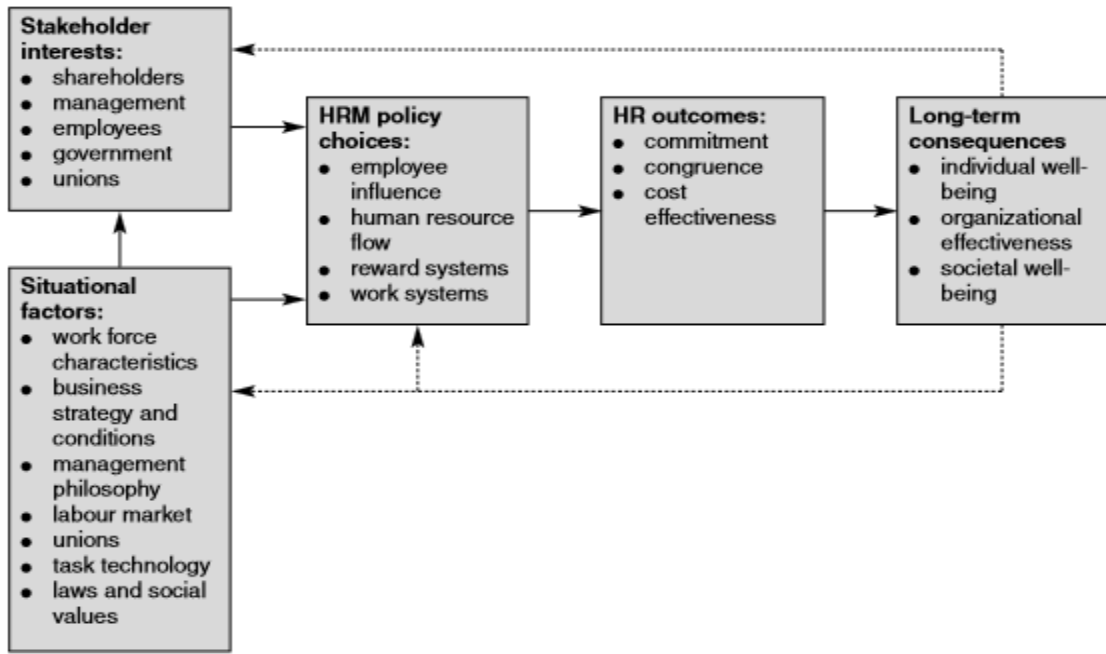 Stakeholder
interests:
● shareholders
● management
● employees
● government
● unions
Situational
factors:
● work force
characteristics
● business
strategy and
conditions
● management
philosophy
● labour market
● unions
● task technology
● laws and social
values
HRM policy
choices:
● employee
influence
● human resource
flow
● reward systems
● work systems
HR outcomes:
● commitment
● congruence
● cost
effectiveness
Long-term
consequences
● individual well-
being
● organizational
effectiveness
● societal well-
being